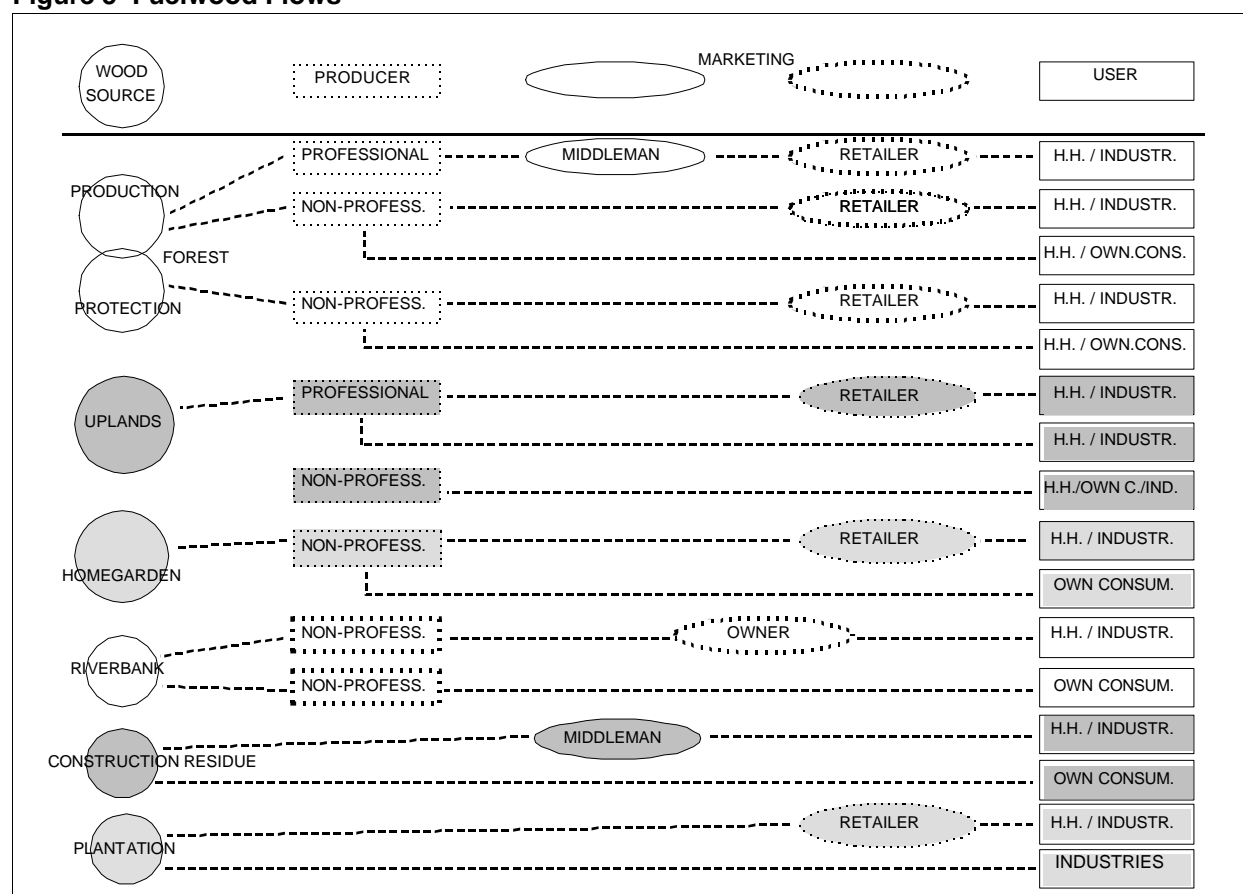 Figure 3 Fuelwood Flows
WOOD
SOURCE
PRODUCER
MARKETING
USER
PROFESSIONAL
MIDDLEMAN
RETAILER
H.H. / INDUSTR.
PRODUCTION
NON-PROFESS.
RETAILER
H.H. / INDUSTR.
FOREST
H.H. / OWN.CONS.
PROTECTION
NON-PROFESS.
RETAILER
H.H. / INDUSTR.
H.H. / OWN.CONS.
UPLANDS
PROFESSIONAL
RETAILER
H.H. / INDUSTR.
H.H. / INDUSTR.
NON-PROFESS.
H.H./OWN C./IND.
HOMEGARDEN
NON-PROFESS.
RETAILER
H.H. / INDUSTR.
OWN CONSUM.
RIVERBANK
NON-PROFESS.
OWNER
H.H. / INDUSTR.
NON-PROFESS.
OWN CONSUM.
CONSTRUCTION RESIDUE
MIDDLEMAN
H.H. / INDUSTR.
OWN CONSUM.
PLANTATION
RETAILER
H.H. / INDUSTR.
INDUSTRIES